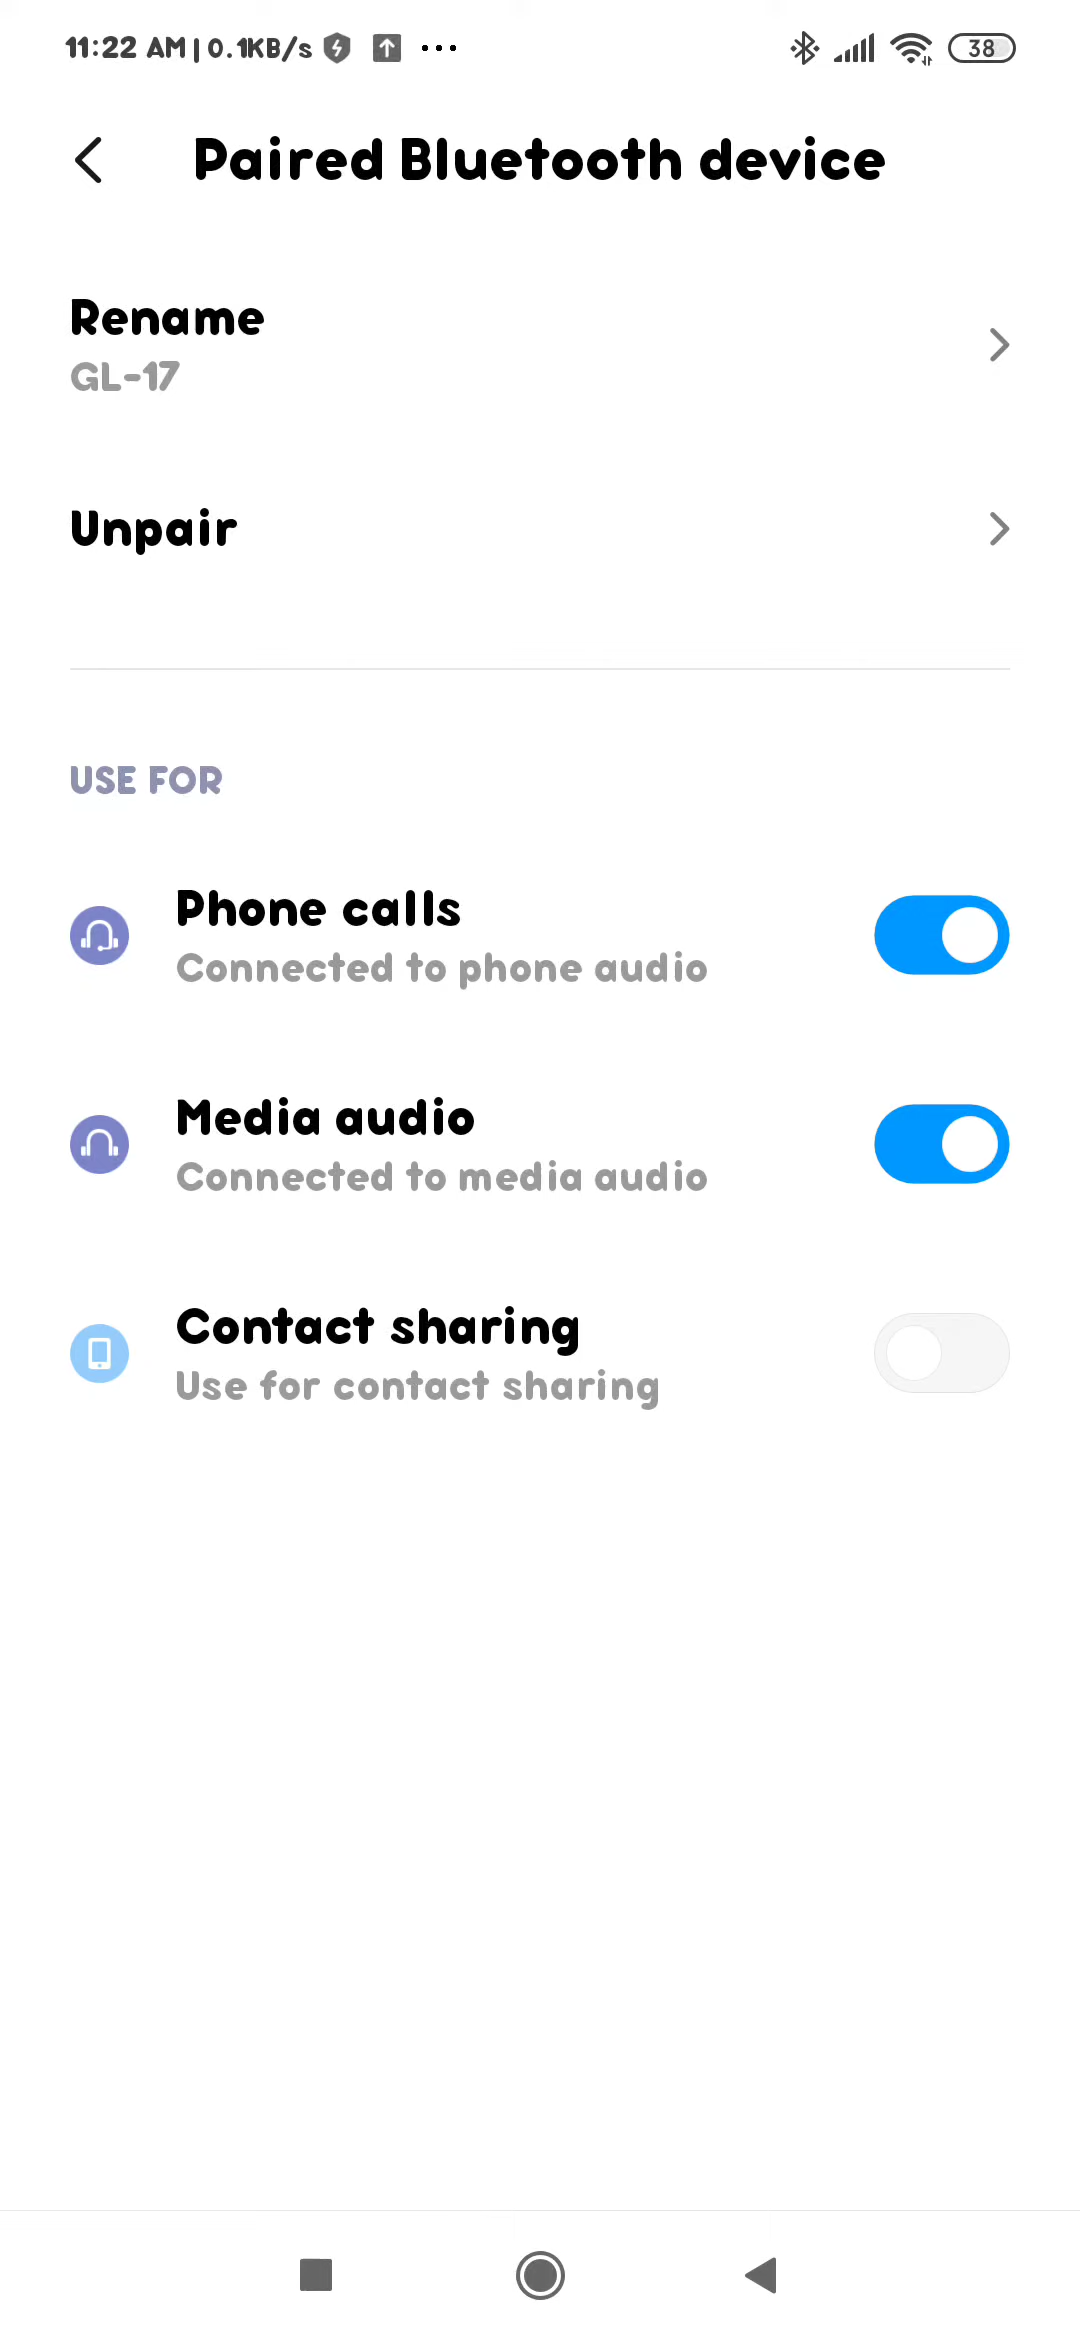 11:22 AM | 0.1KB/s ... 38
Paired Bluetooth device
Rename
GL-17
Unpair
USE FOR
Phone calls
Connected to phone audio
Media audio
Connected to media audio
Contact sharing
Use for contact sharing